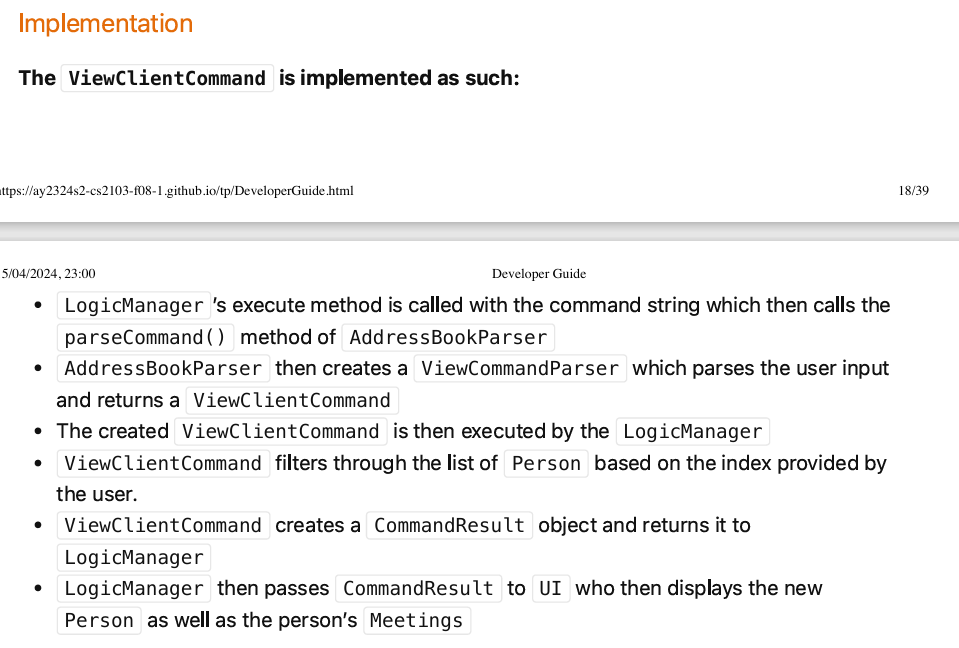 Implementation
The ViewClientCommand is implemented as such:
ttps://ay2324s2-cs2103-f08-1.github.io/tp/DeveloperGuide.html 18/39
5/04/2024, 23:00 Developer Guide
• LogicManager 's execute method is called with the command string which then calls the
parseCommand() method of AddressBookParser
• AddressBookParser then creates a ViewCommandParser which parses the user input
and returns a ViewClientCommand
• The created ViewClientCommand is then executed by the LogicManager
• ViewClientCommand filters through the list of Person based on the index provided by
the user.
• ViewClientCommand creates a CommandResult object and returns it to
LogicManager
• LogicManager then passes CommandResult to UI who then displays the new
Person as well as the person's Meetings